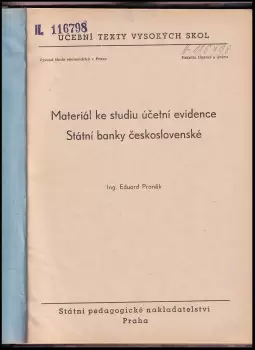 II. 116798
UČEBNÍ TEXTY VYSOKÝCH ŠKOL
Vysoká škola ekonomická v Praze
Fakulta
Materiál ke studiu účetní evidence
Státní banky československé
Ing. Eduard
Státní pedagogické nakladatelství
Praha